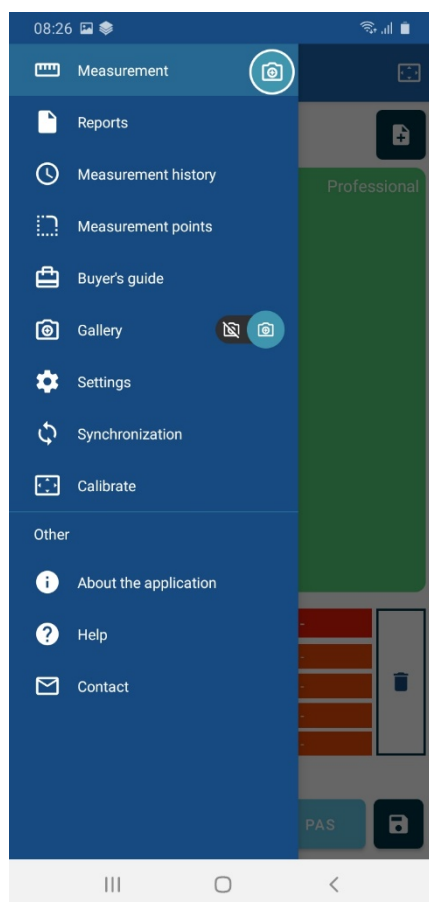 08:26
Measurement
Reports
Measurement history
Professional
Measurement points
Buyer's guide
Gallery
Settings
Synchronization
Calibrate
Other
About the application
Help
Contact
PAS